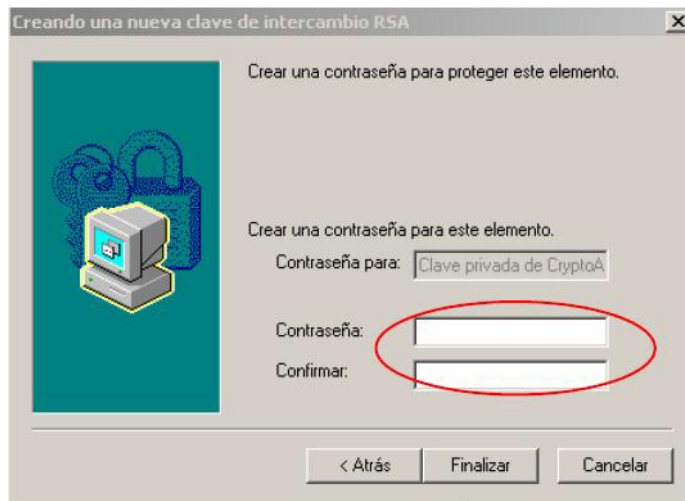 Creando una nueva clave de intercambio RSA
Crear una contraseña para proteger este elemento.
Crear una contraseña para este elemento.
Contraseña para: Clave privada de CryptoA
Contraseña:
Confirmar:
< Atrás Finalizar Cancelar